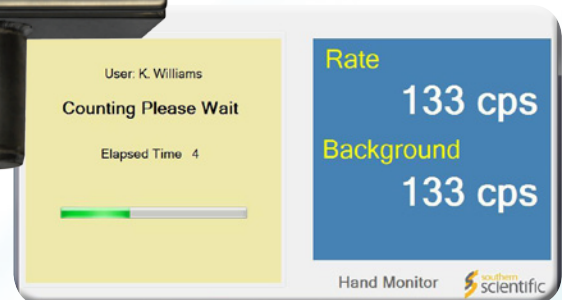 User: K. Williams
Counting Please Wait
Elapsed Time 4
Rate
133 cps
Background
133 cps
Hand Monitor
southern
scientific